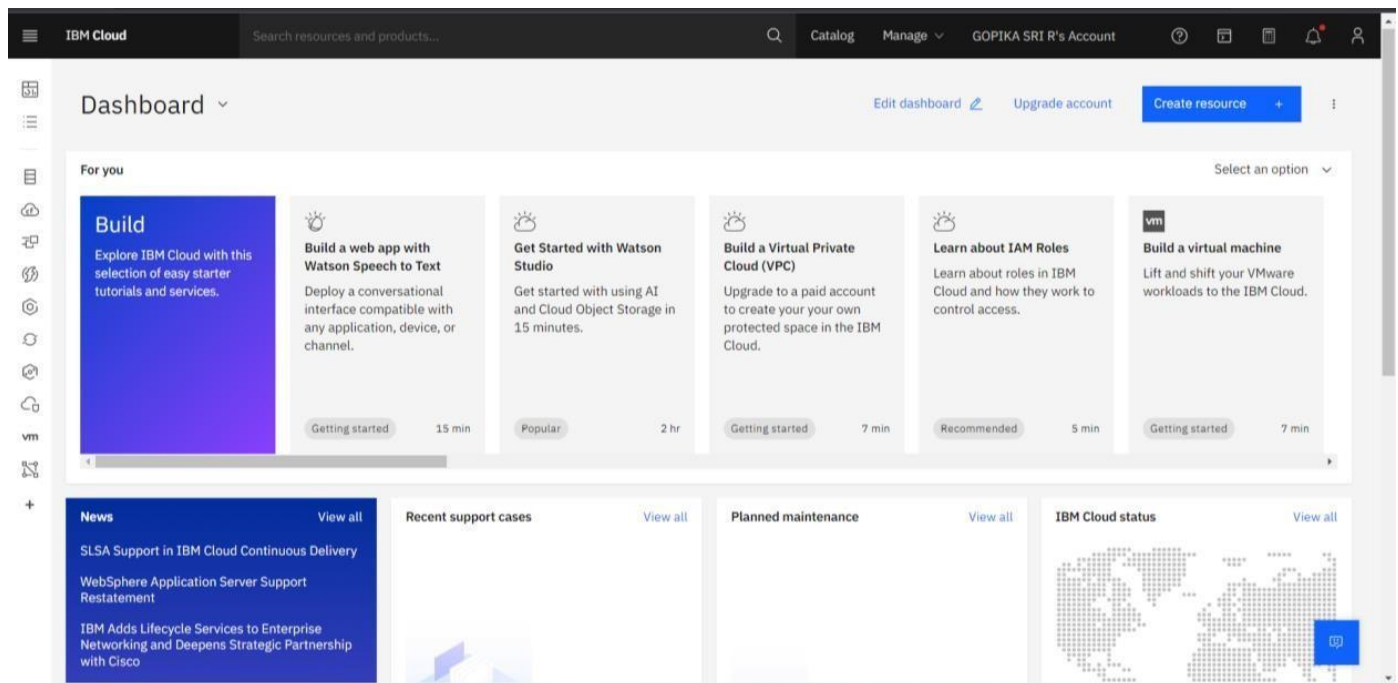 IBM Cloud
Search resources and products...
Catalog
Manage
GOPIKA SRI R's Account
Dashboard
Edit dashboard
Upgrade account
Create resource +
For you
Select an option
Build
Explore IBM Cloud with this
selection of easy starter
tutorials and services.
Build a web app with
Watson Speech to Text
Deploy a conversational
interface compatible with
any application, device, or
channel.
Getting started
15 min
Get Started with Watson
Studio
Get started with using AI
and Cloud Object Storage in
15 minutes.
Popular
2 hr
Build a Virtual Private
Cloud (VPC)
Upgrade to a paid account
to create your your own
protected space in the IBM
Cloud.
Getting started
7 min
Learn about IAM Roles
Learn about roles in IBM
Cloud and how they work to
control access.
Recommended
5 min
vm
Build a virtual machine
Lift and shift your VMware
workloads to the IBM Cloud.
Getting started
7 min
vm
News
View all
SLSA Support in IBM Cloud Continuous Delivery
WebSphere Application Server Support
Restatement
IBM Adds Lifecycle Services to Enterprise
Networking and Deepens Strategic Partnership
with Cisco
Recent support cases
View all
Planned maintenance
View all
IBM Cloud status
View all